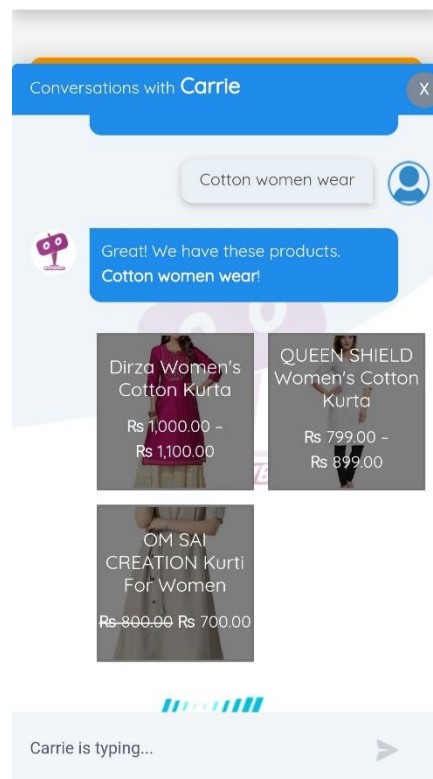 Conversations with Carrie
X
Cotton women wear
Great! We have these products.
Cotton women wear!
Dirza Women's
Cotton Kurta
Rs 1,000.00 –
Rs 1,100.00
QUEEN SHIELD
Women's Cotton
Kurta
Rs 799.00 –
Rs 899.00
OM SAI
CREATION Kurti
For Women
Rs 800.00 Rs 700.00
Carrie is typing...